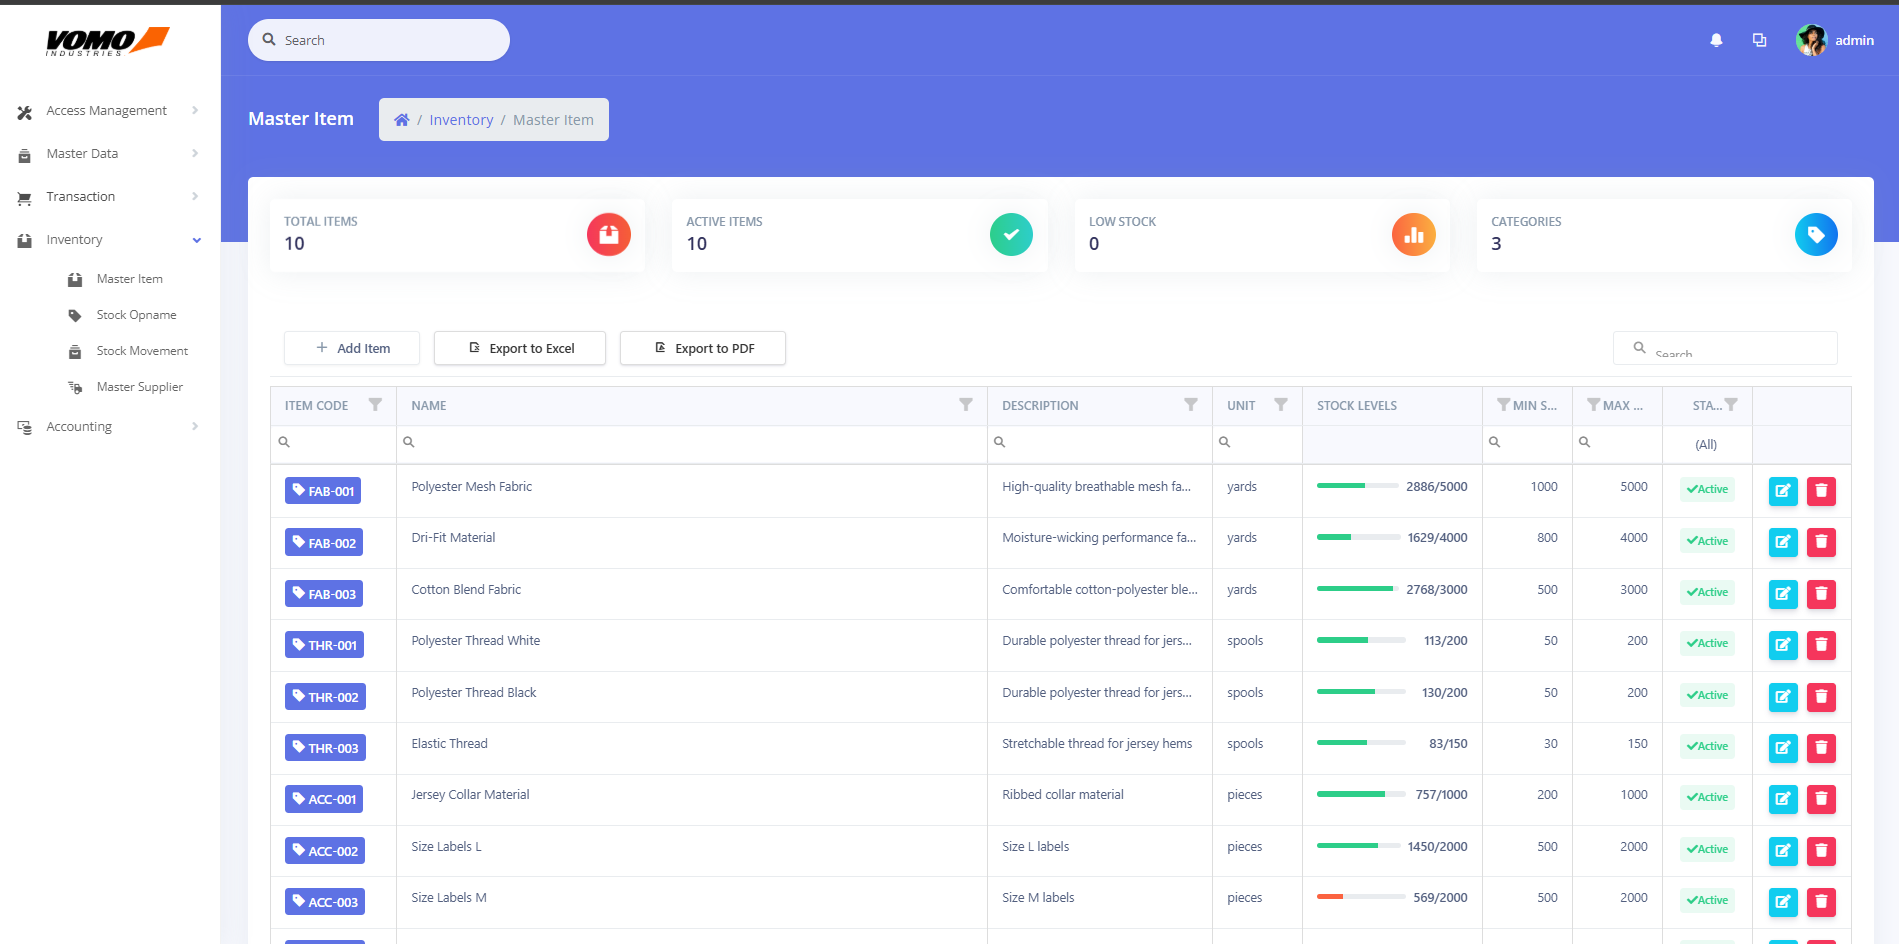 VOMO
INDUSTRIES
Search
admin
Access Management
Master Data
Transaction
Inventory
Master Item
Stock Opname
Stock Movement
Master Supplier
Accounting
Master Item
/ Inventory / Master Item
TOTAL ITEMS
10
ACTIVE ITEMS
10
LOW STOCK
0
CATEGORIES
3
+ Add Item
Export to Excel
Export to PDF
Search
ITEM CODE NAME DESCRIPTION UNIT STOCK LEVELS MIN S... MAX ... STA...
(All)
FAB-001 Polyester Mesh Fabric High-quality breathable mesh fa... yards 2886/5000 1000 5000 Active
FAB-002 Dri-Fit Material Moisture-wicking performance fa... yards 1629/4000 800 4000 Active
FAB-003 Cotton Blend Fabric Comfortable cotton-polyester ble... yards 2768/3000 500 3000 Active
THR-001 Polyester Thread White Durable polyester thread for jers... spools 113/200 50 200 Active
THR-002 Polyester Thread Black Durable polyester thread for jers... spools 130/200 50 200 Active
THR-003 Elastic Thread Stretchable thread for jersey hems spools 83/150 30 150 Active
ACC-001 Jersey Collar Material Ribbed collar material pieces 757/1000 200 1000 Active
ACC-002 Size Labels L Size L labels pieces 1450/2000 500 2000 Active
ACC-003 Size Labels M Size M labels pieces 569/2000 500 2000 Active